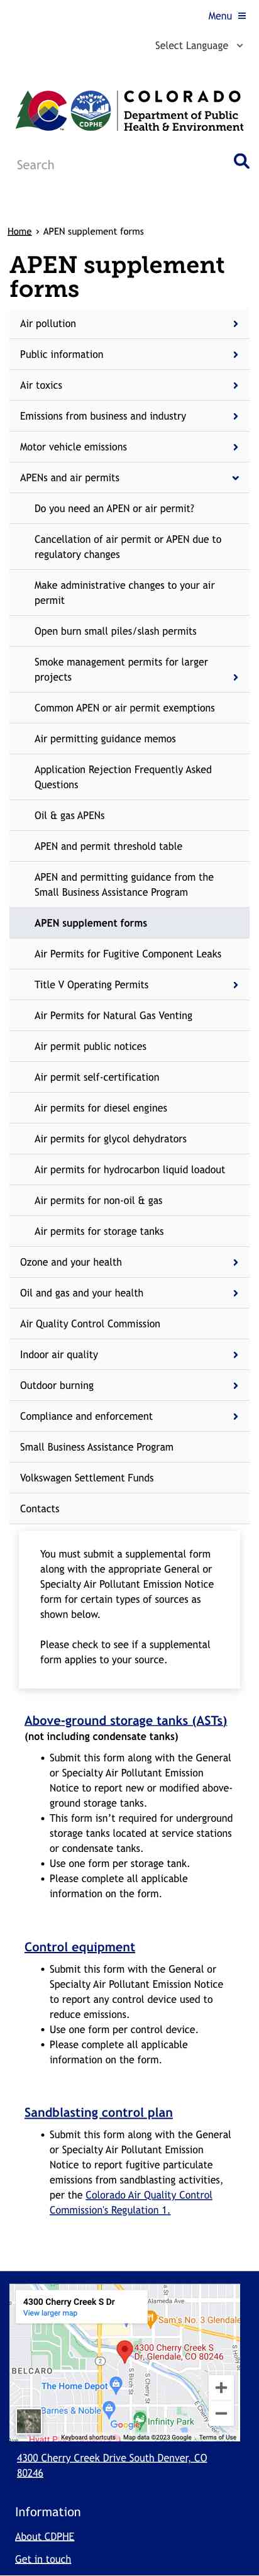 Menu
Select Language
COLORADO
Department of Public
Health & Environment
CDPHE
Search
Home › APEN supplement forms
APEN supplement
forms
Air pollution
Public information
Air toxics
Emissions from business and industry
Motor vehicle emissions
APENs and air permits
Do you need an APEN or air permit?
Cancellation of air permit or APEN due to
regulatory changes
Make administrative changes to your air
permit
Open burn small piles/slash permits
Smoke management permits for larger
projects
Common APEN or air permit exemptions
Air permitting guidance memos
Application Rejection Frequently Asked
Questions
Oil & gas APENs
APEN and permit threshold table
APEN and permitting guidance from the
Small Business Assistance Program
APEN supplement forms
Air Permits for Fugitive Component Leaks
Title V Operating Permits
Air Permits for Natural Gas Venting
Air permit public notices
Air permit self-certification
Air permits for diesel engines
Air permits for glycol dehydrators
Air permits for hydrocarbon liquid loadout
Air permits for non-oil & gas
Air permits for storage tanks
Ozone and your health
Oil and gas and your health
Air Quality Control Commission
Indoor air quality
Outdoor burning
Compliance and enforcement
Small Business Assistance Program
Volkswagen Settlement Funds
Contacts
You must submit a supplemental form
along with the appropriate General or
Specialty Air Pollutant Emission Notice
form for certain types of sources as
shown below.
Please check to see if a supplemental
form applies to your source.
Above-ground storage tanks (ASTs)
(not including condensate tanks)
• Submit this form along with the General
or Specialty Air Pollutant Emission
Notice to report new or modified above-
ground storage tanks.
• This form isn't required for underground
storage tanks located at service stations
or condensate tanks.
• Use one form per storage tank.
• Please complete all applicable
information on the form.
Control equipment
• Submit this form with the General or
Specialty Air Pollutant Emission Notice
to report any control device used to
reduce emissions.
• Use one form per control device.
• Please complete all applicable
information on the form.
Sandblasting control plan
• Submit this form along with the General
or Specialty Air Pollutant Emission
Notice to report fugitive particulate
emissions from sandblasting activities,
per the Colorado Air Quality Control
Commission's Regulation 1.
4300 Cherry Creek S Dr
View larger map
Alameda Ave
Sam's No. 3 Glendale
4300 Cherry Creek S
Dr, Glendale, CO 80246
BELCARO
The Home Depot
Barnes & Noble
Google
Infinity Park
Keyboard shortcuts
Map data ©2023 Google
Terms of Use
4300 Cherry Creek Drive South Denver, CO
80246
Information
About CDPHE
Get in touch